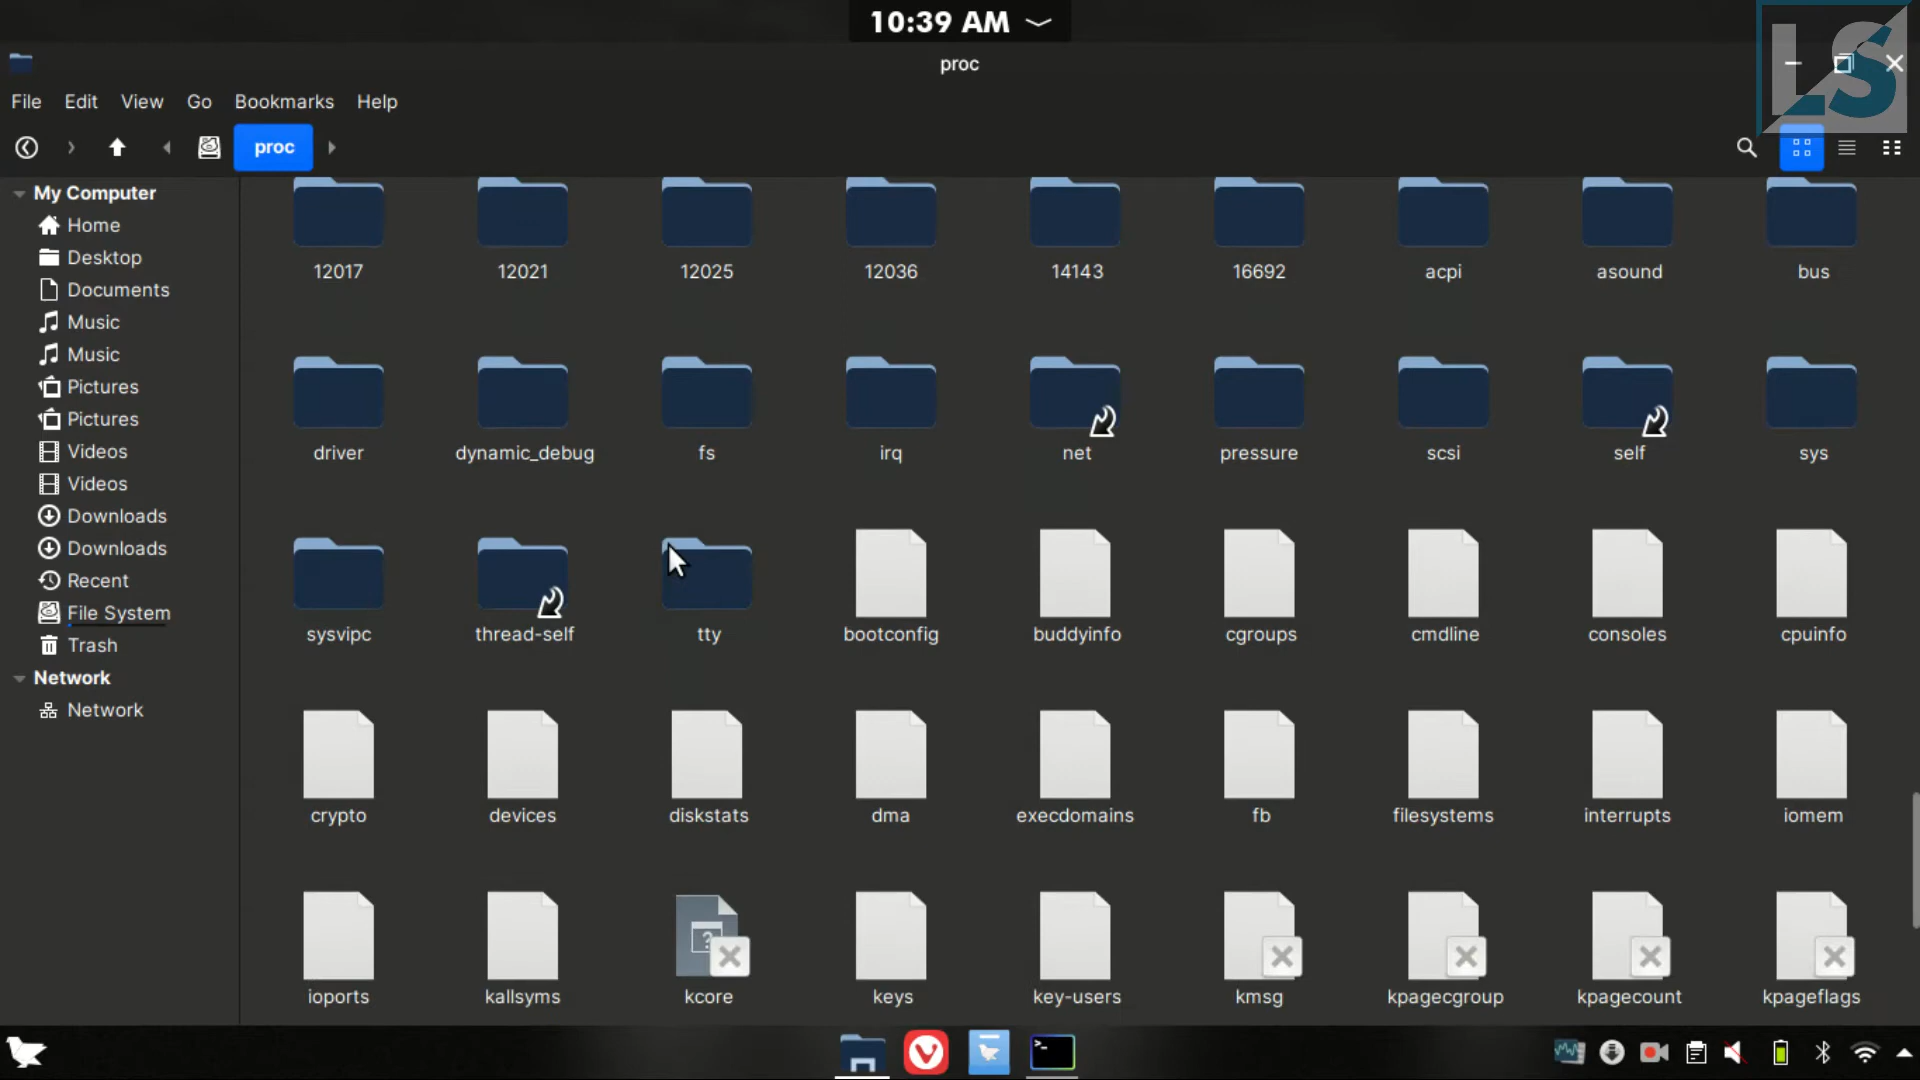 10:39 AM
LS
proc
File Edit View Go Bookmarks Help
proc
My Computer
Home
Desktop
Documents
Music
Music
Pictures
Pictures
Videos
Videos
Downloads
Downloads
Recent
File System
Trash
Network
Network
12017 12021 12025 12036 14143 16692 acpi asound bus
driver dynamic_debug fs irq net pressure scsi self sys
sysvipc thread-self tty bootconfig buddyinfo cgroups cmdline consoles cpuinfo
crypto devices diskstats dma execdomains fb filesystems interrupts iomem
?
ioports kallsyms kcore keys key-users kmsg kpagecgroup kpagecount kpageflags
>_